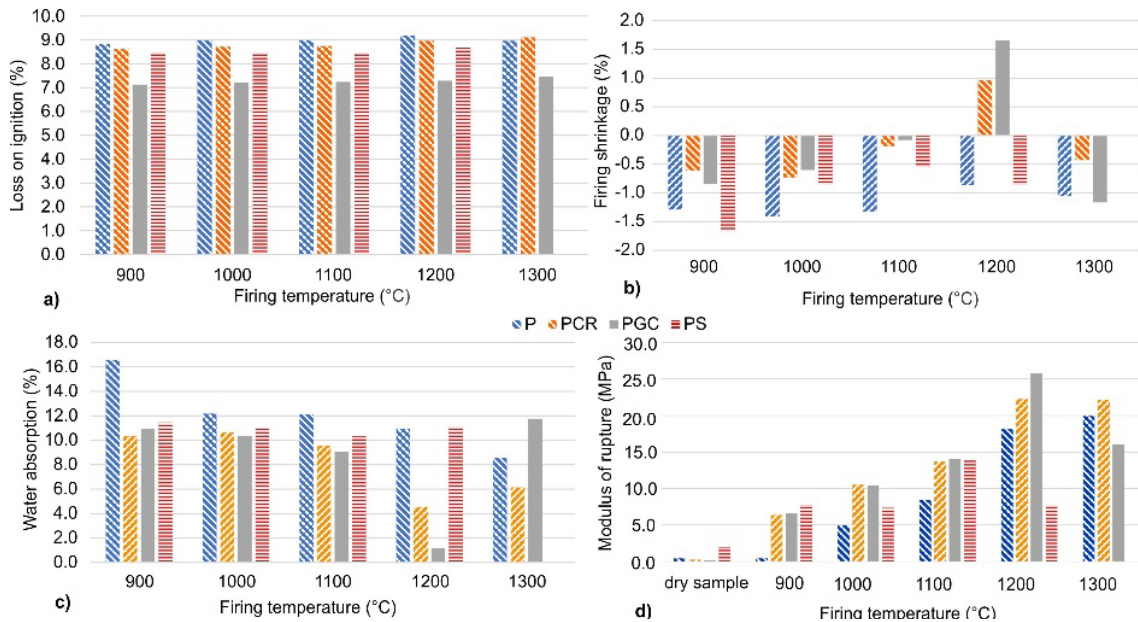 10.0
9.0
8.0
7.0
6.0
5.0
4.0
3.0
2.0
1.0
0.0
Loss on ignition (%)
900 1000 1100 1200 1300
a) Firing temperature (°C)
2.0
1.5
1.0
0.5
0.0
-0.5
-1.0
-1.5
-2.0
Firing shrinkage (%)
900 1000 1100 1200 1300
b) Firing temperature (°C)
P PCR PGC PS
18.0
16.0
14.0
12.0
10.0
8.0
6.0
4.0
2.0
0.0
Water absorption (%)
900 1000 1100 1200 1300
c) Firing temperature (°C)
30.0
25.0
20.0
15.0
10.0
5.0
0.0
Modulus of rupture (MPa)
dry sample 900 1000 1100 1200 1300
d) Firing temperature (°C)